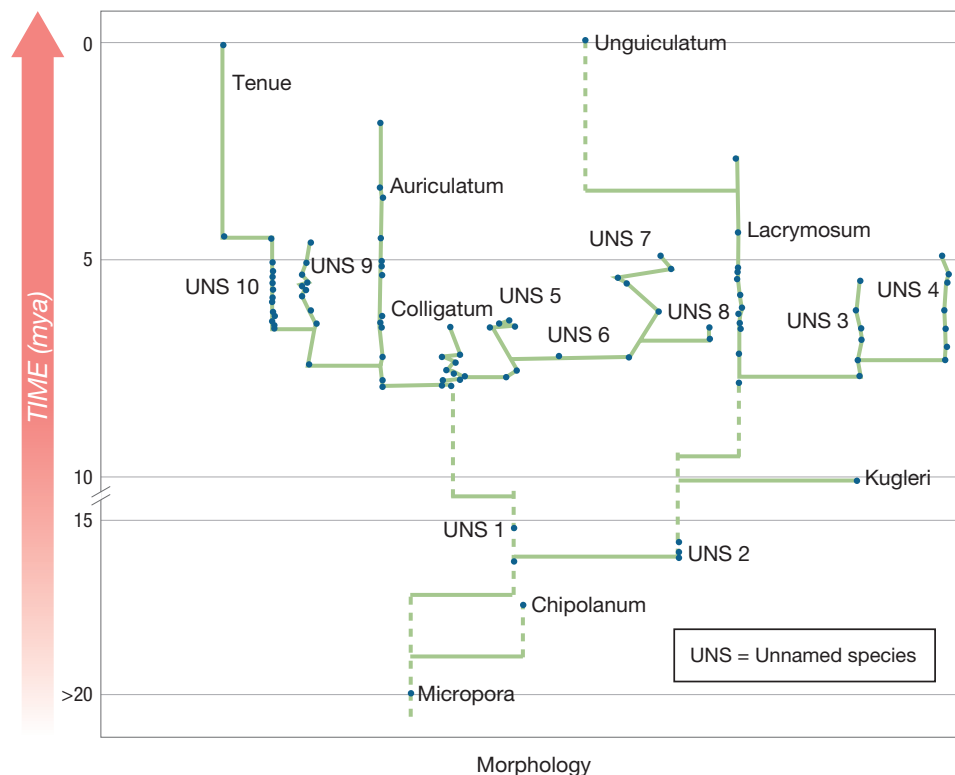 0
Unguiculatum
Tenue
Auriculatum
Lacrymosum
UNS 7
5
UNS 9
UNS 10
UNS 5
UNS 4
Colligatum
UNS 8
UNS 3
UNS 6
TIME (mya)
10
Kugleri
15
UNS 1
UNS 2
Chipolanum
UNS = Unnamed species
>20
Micropora
Morphology